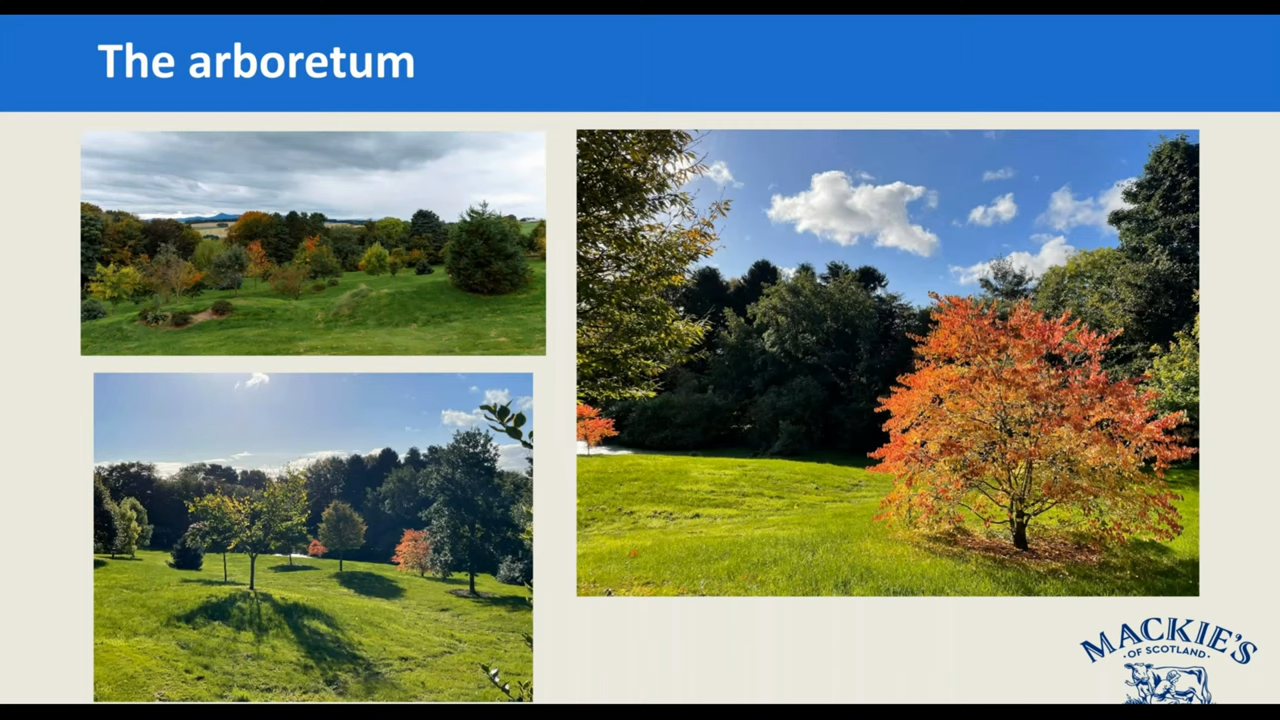 The arboretum
MACKIE'S
· OF SCOTLAND ·